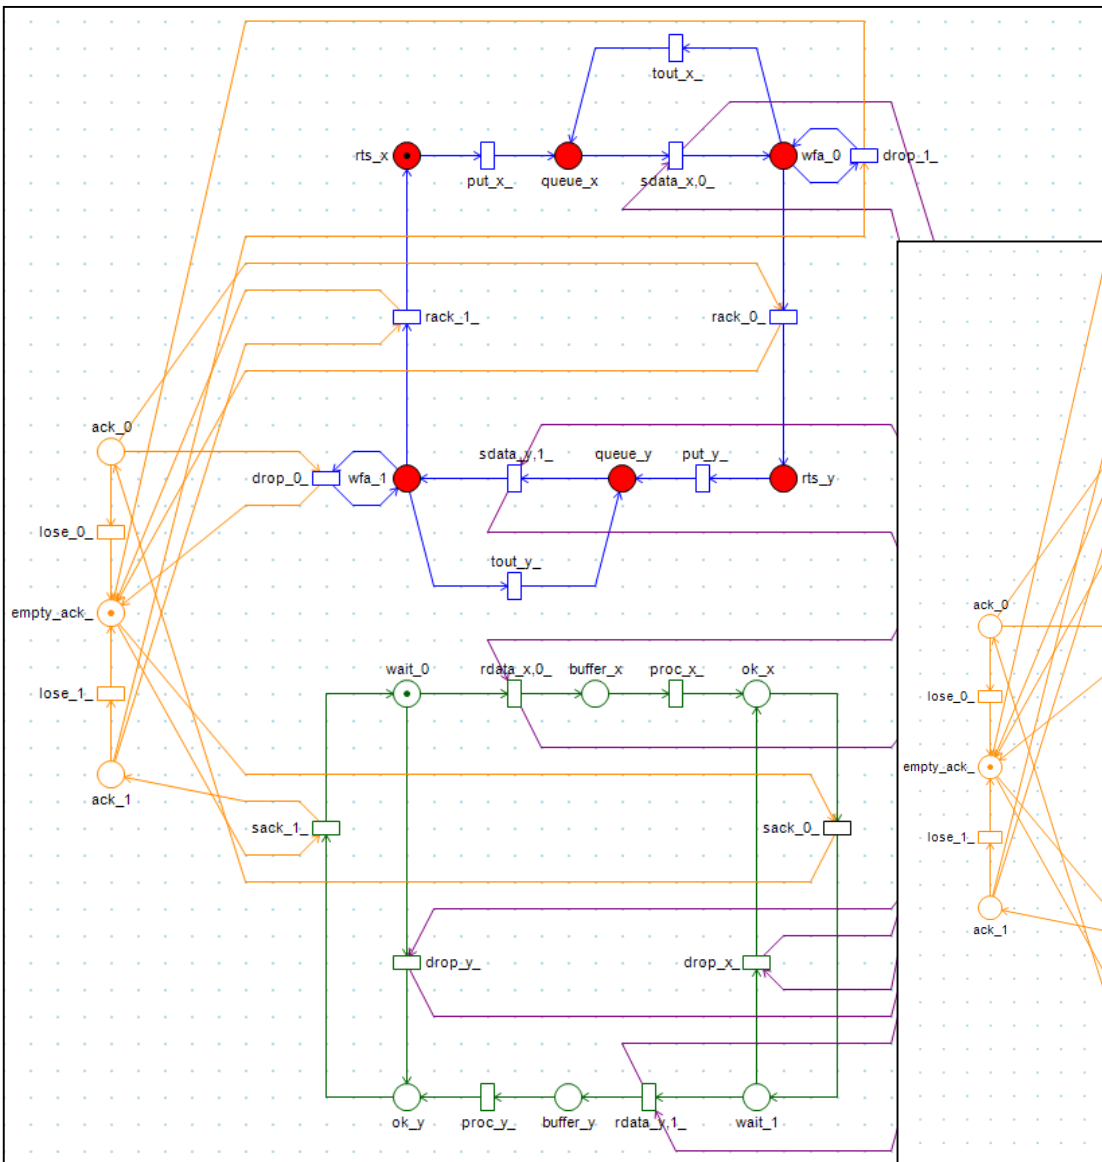 tout_x_
rts_x
wfa_0
drop_1_
put_x_
queue_x
sdata_x,0_
rack_1_
rack_0_
ack_0
sdata_y,1_
queue_y
put_y_
drop_0_
wfa_1
rts_y
lose_0_
tout_y_
empty_ack_
ack_0
wait_0
rdata_x,0_
buffer_x
proc_x_
ok_x
lose_1_
lose_0_
empty_ack_
ack_1
sack_1_
sack_0_
lose_1_
ack_1
drop_y_
drop_x_
ok_y
proc_y_
buffer_y
rdata_y,1_
wait_1